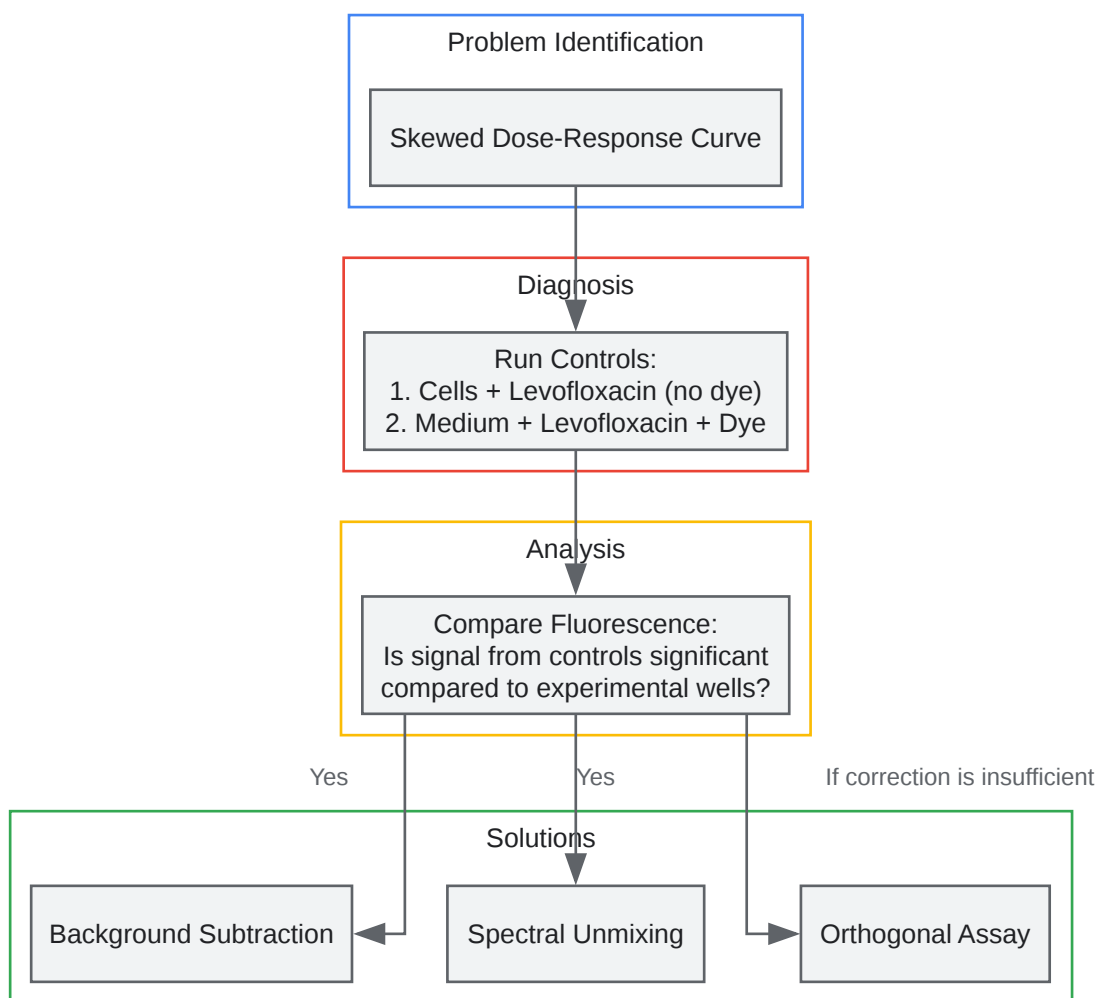 Problem Identification
Skewed Dose-Response Curve
Diagnosis
Run Controls:
1. Cells + Levofloxacin (no dye)
2. Medium + Levofloxacin + Dye
Analysis
Compare Fluorescence:
Is signal from controls significant
compared to experimental wells?
Yes
Yes
If correction is insufficient
Solutions
Background Subtraction
Spectral Unmixing
Orthogonal Assay